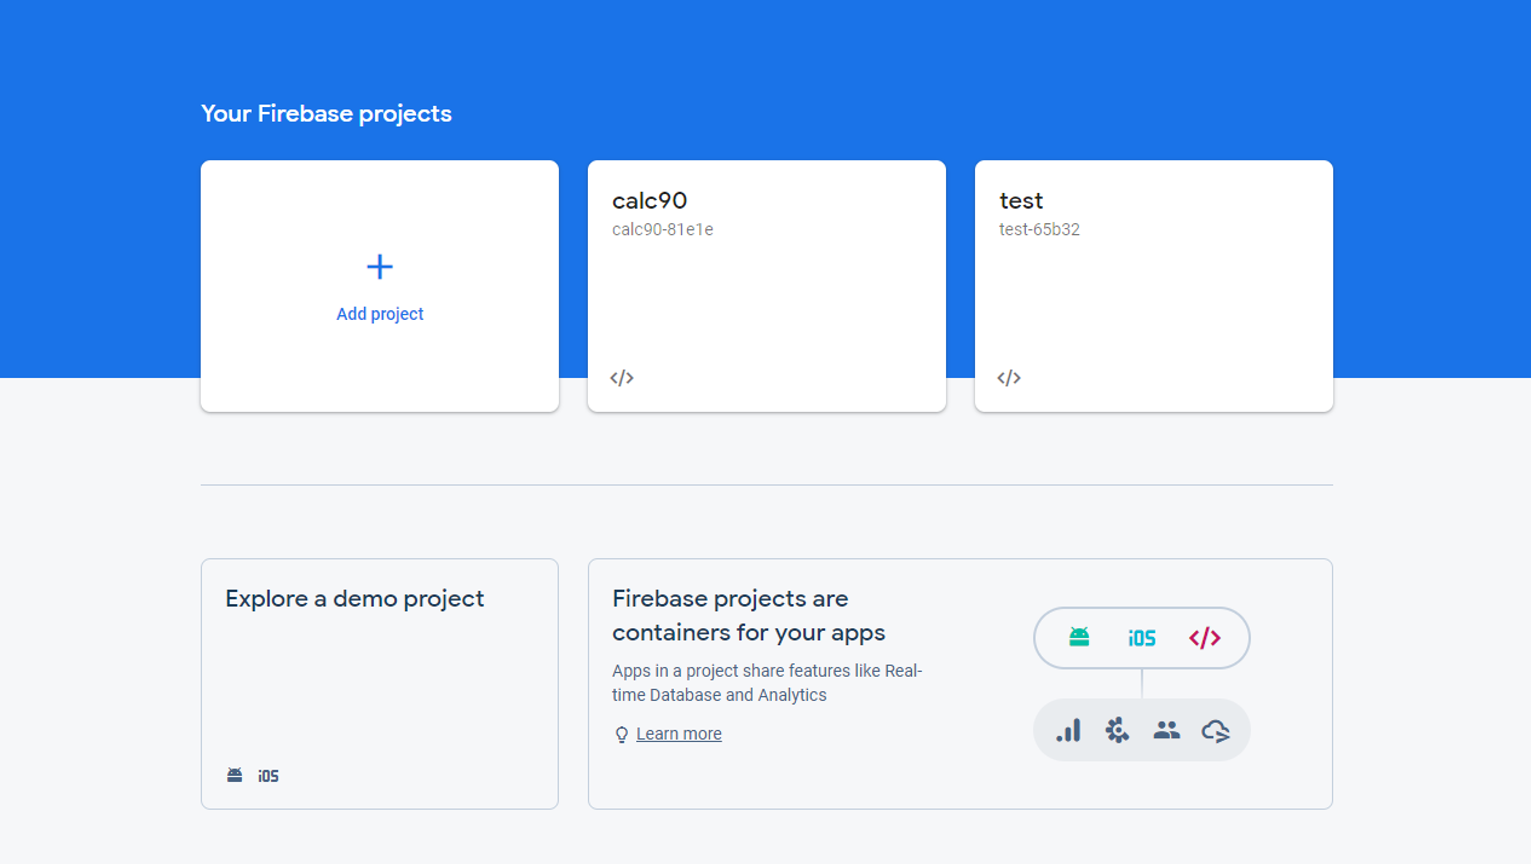 Your Firebase projects
Add project
calc90
calc90-81e1e
</>
test
test-65b32
</>
Explore a demo project
iOS
Firebase projects are
containers for your apps
Apps in a project share features like Real-
time Database and Analytics
Learn more
iOS </>